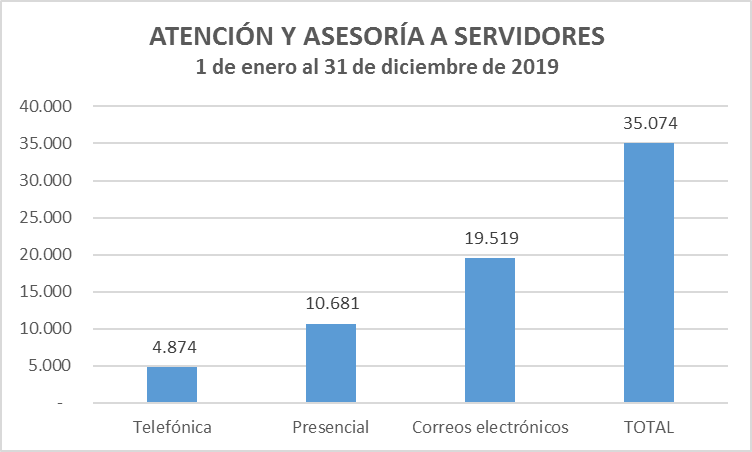 ATENCIÓN Y ASESORÍA A SERVIDORES
1 de enero al 31 de diciembre de 2019
40.000
35.000
30.000
25.000
20.000
15.000
10.000
5.000
-
4.874
10.681
19.519
35.074
Telefónica
Presencial
Correos electrónicos
TOTAL